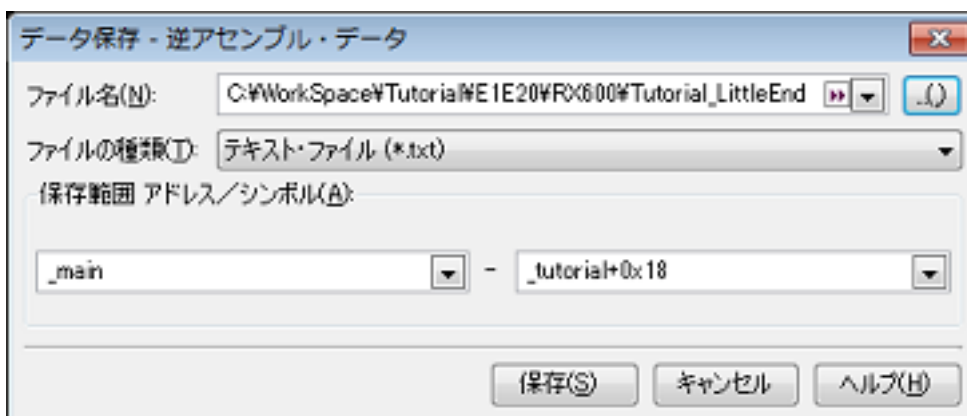 データ保存 - 逆アセンブル・データ
ファイル名(N): C:¥WorkSpace¥Tutorial¥E1E20¥RX600¥Tutorial_LittleEnd ...()
ファイルの種類(T): テキスト・ファイル (*.txt)
保存範囲 アドレス／シンボル(A):
_main - _tutorial+0x18
保存(S) キャンセル ヘルプ(H)